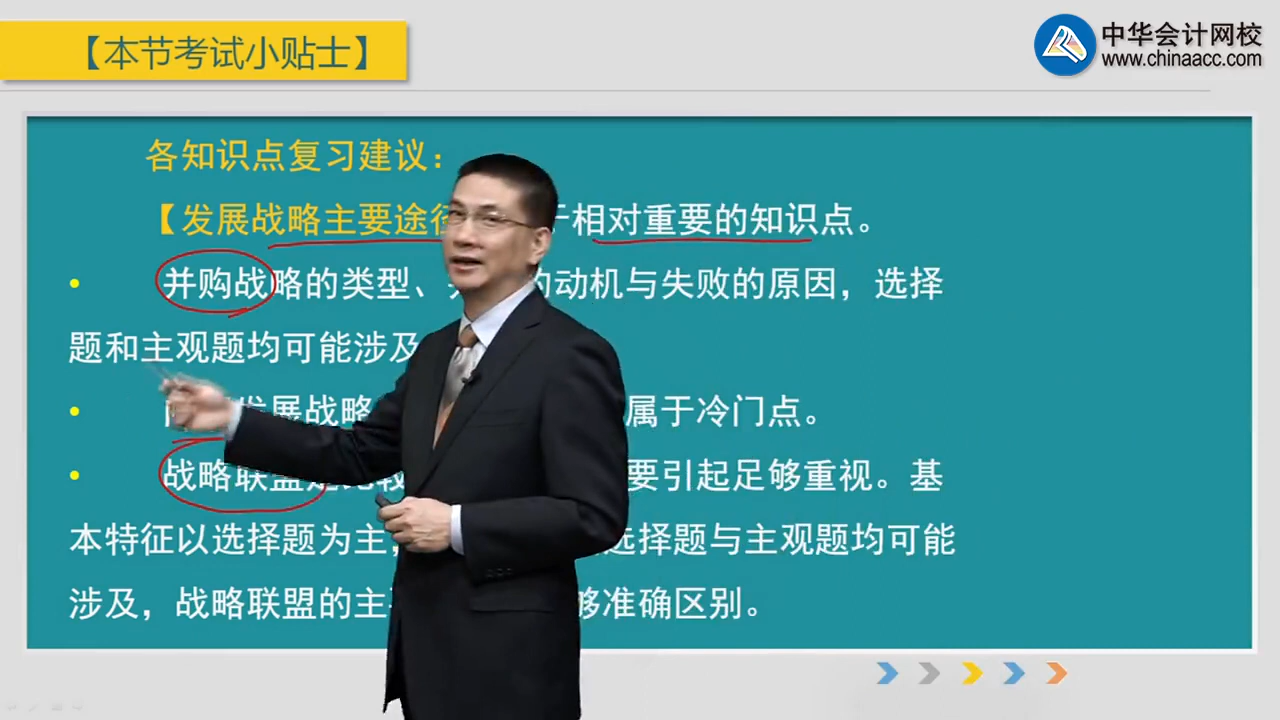 【本节考试小贴士】
中华会计网校
www.chinaacc.com
各知识点复习建议：
【发展战略主要途径 于相对重要的知识点。
• 并购战略的类型、 的动机与失败的原因，选择
题和主观题均可能涉及
• 发展战略 属于冷门点。
• 战略联盟 要引起足够重视。基
本特征以选择题为主， 选择题与主观题均可能
涉及，战略联盟的主 够准确区别。